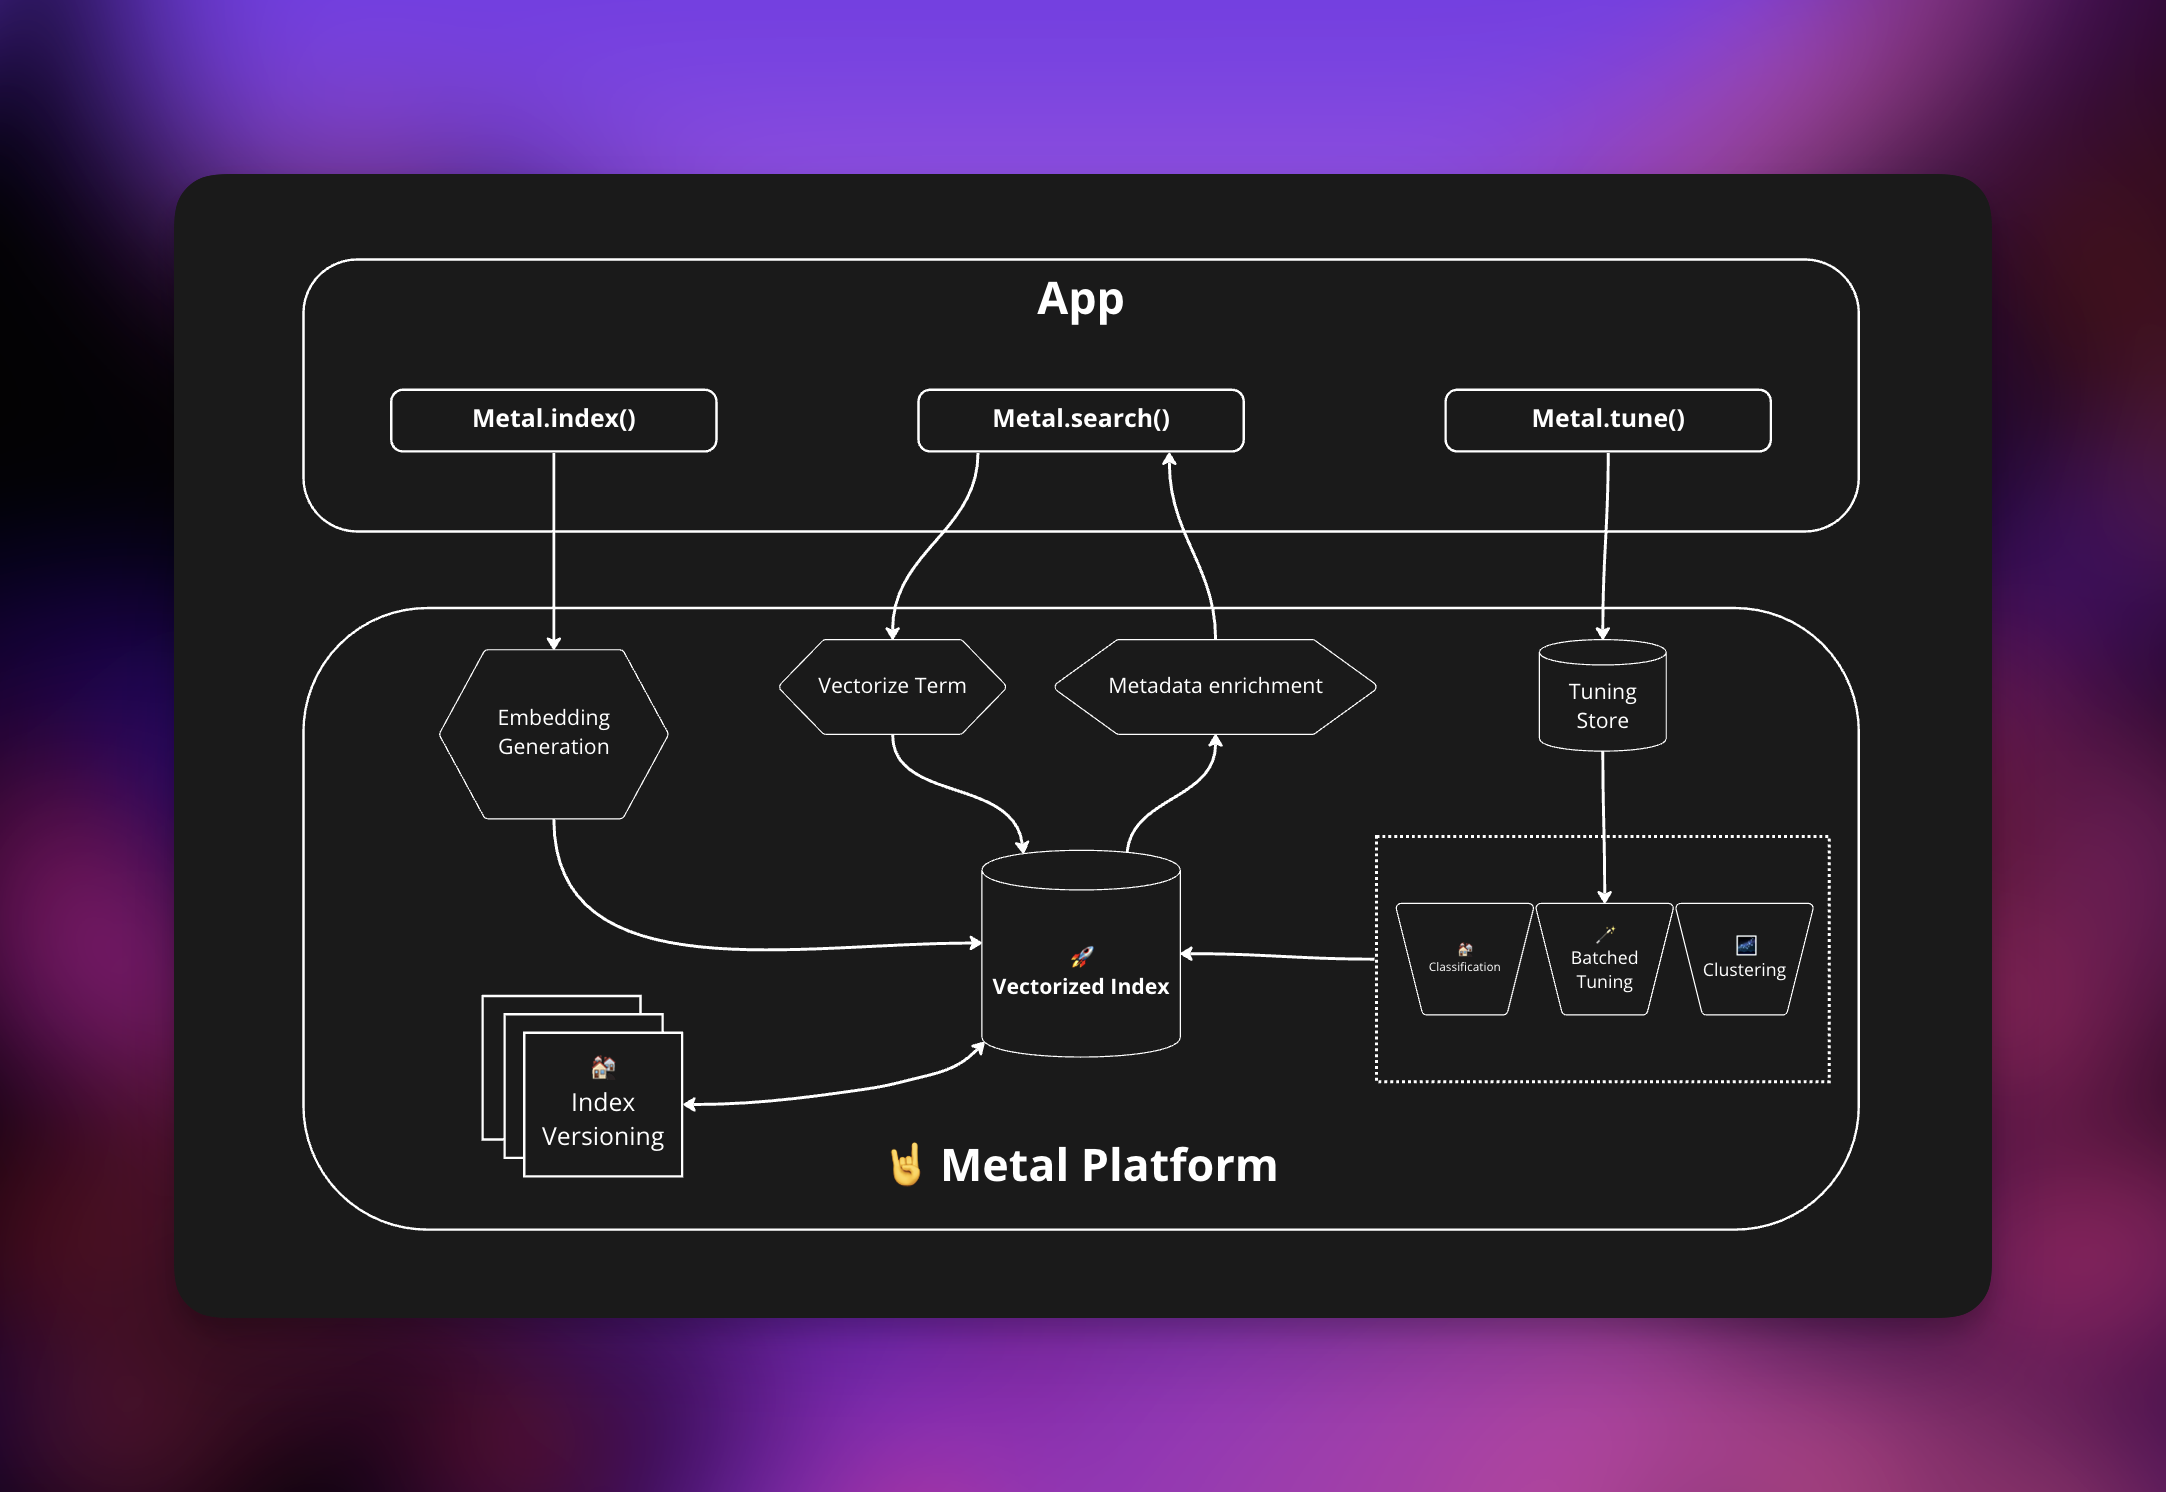 App
Metal.index()
Metal.search()
Metal.tune()
Embedding
Generation
Vectorize Term
Metadata enrichment
Tuning
Store
Classification
Batched
Tuning
Clustering
Vectorized Index
Index
Versioning
🤘 Metal Platform